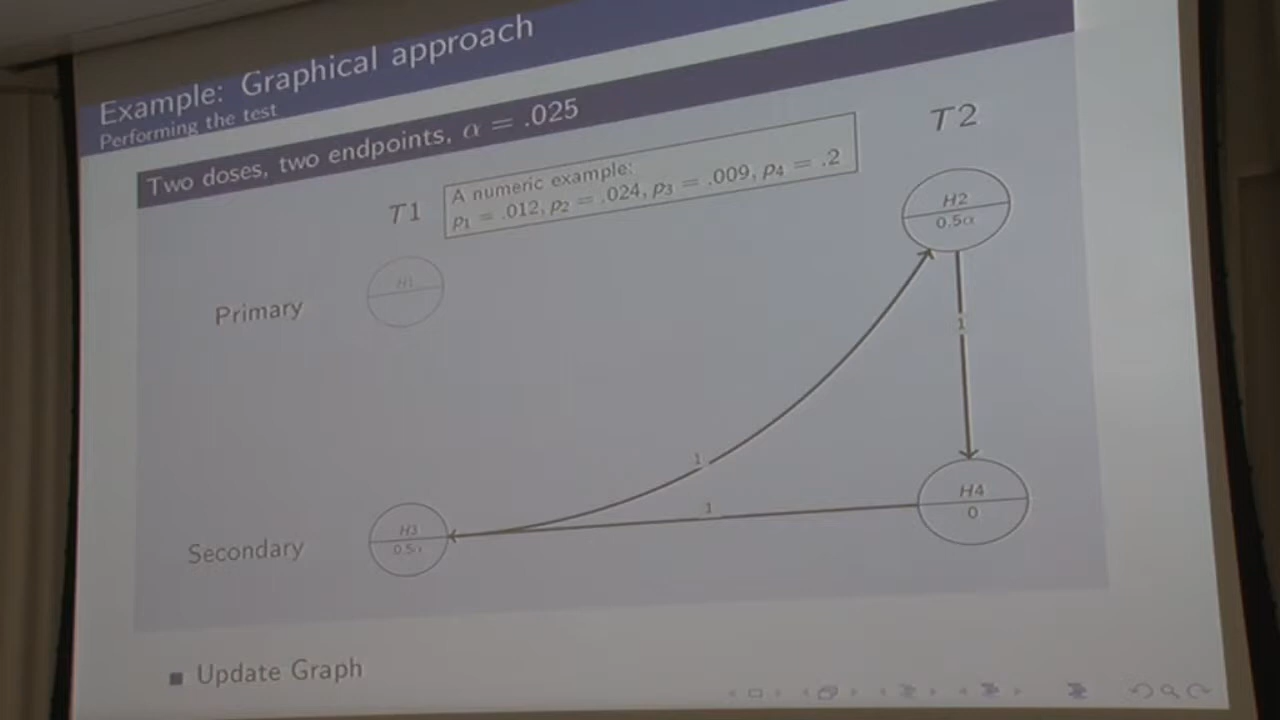 Example: Graphical approach
Performing the test
Two doses, two endpoints, α = .025
T1
A numeric example:
p₁ = .012, p₂ = .024, p₃ = .009, p₄ = .2
T2
H1
H2
0.5α
Primary
1
1
1
H3
0.5α
H4
0
Secondary
■ Update Graph